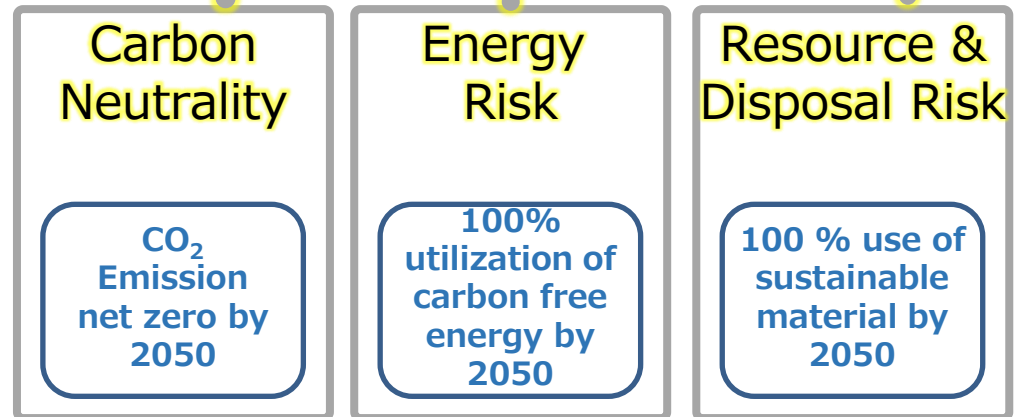 Carbon
Neutrality
CO₂
Emission
net zero by
2050
Energy
Risk
100%
utilization of
carbon free
energy by
2050
Resource &
Disposal Risk
100 % use of
sustainable
material by
2050